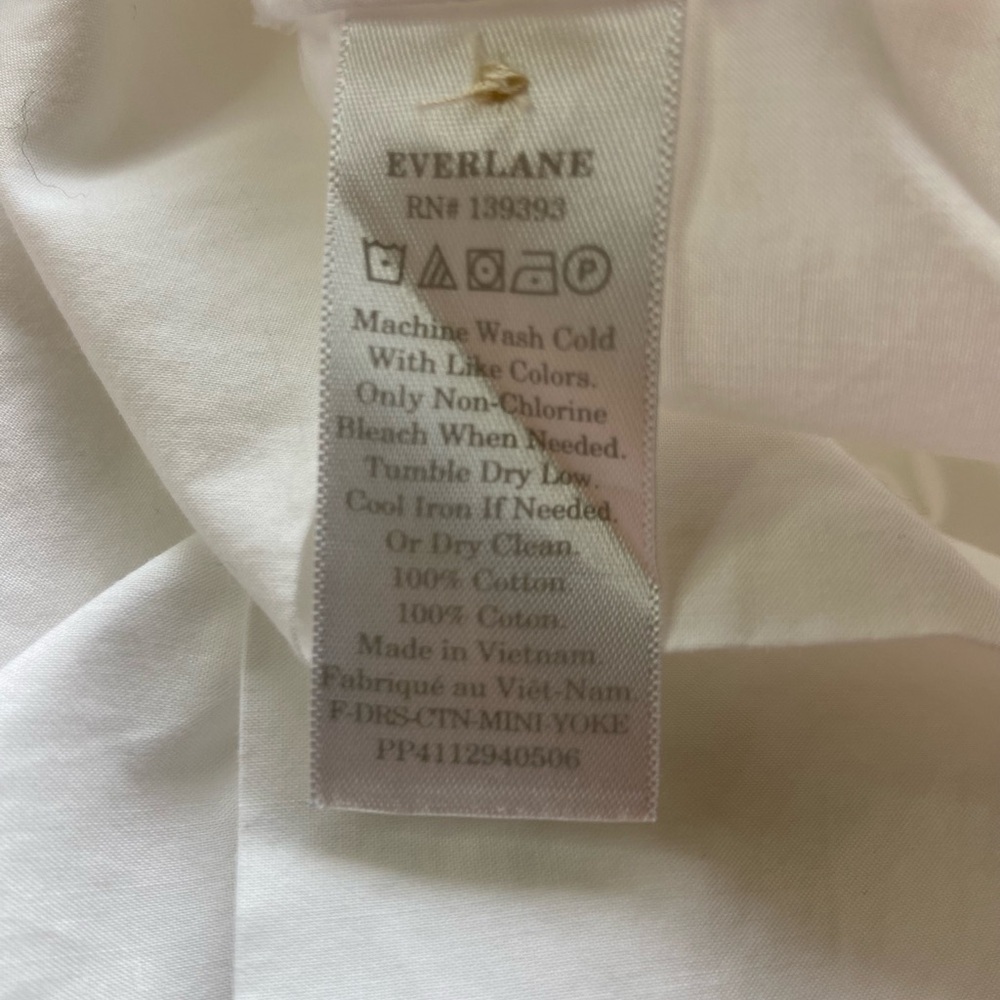 EVERLANE
RN# 139393
P
Machine Wash Cold
With Like Colors.
Only Non-Chlorine
Bleach When Needed.
Tumble Dry Low.
Cool Iron If Needed.
Or Dry Clean.
100% Cotton
100% Coton.
Made in Vietnam.
Fabriqué au Viêt-Nam.
F-DRS-CTN-MINI-YOKE
PP4112940506